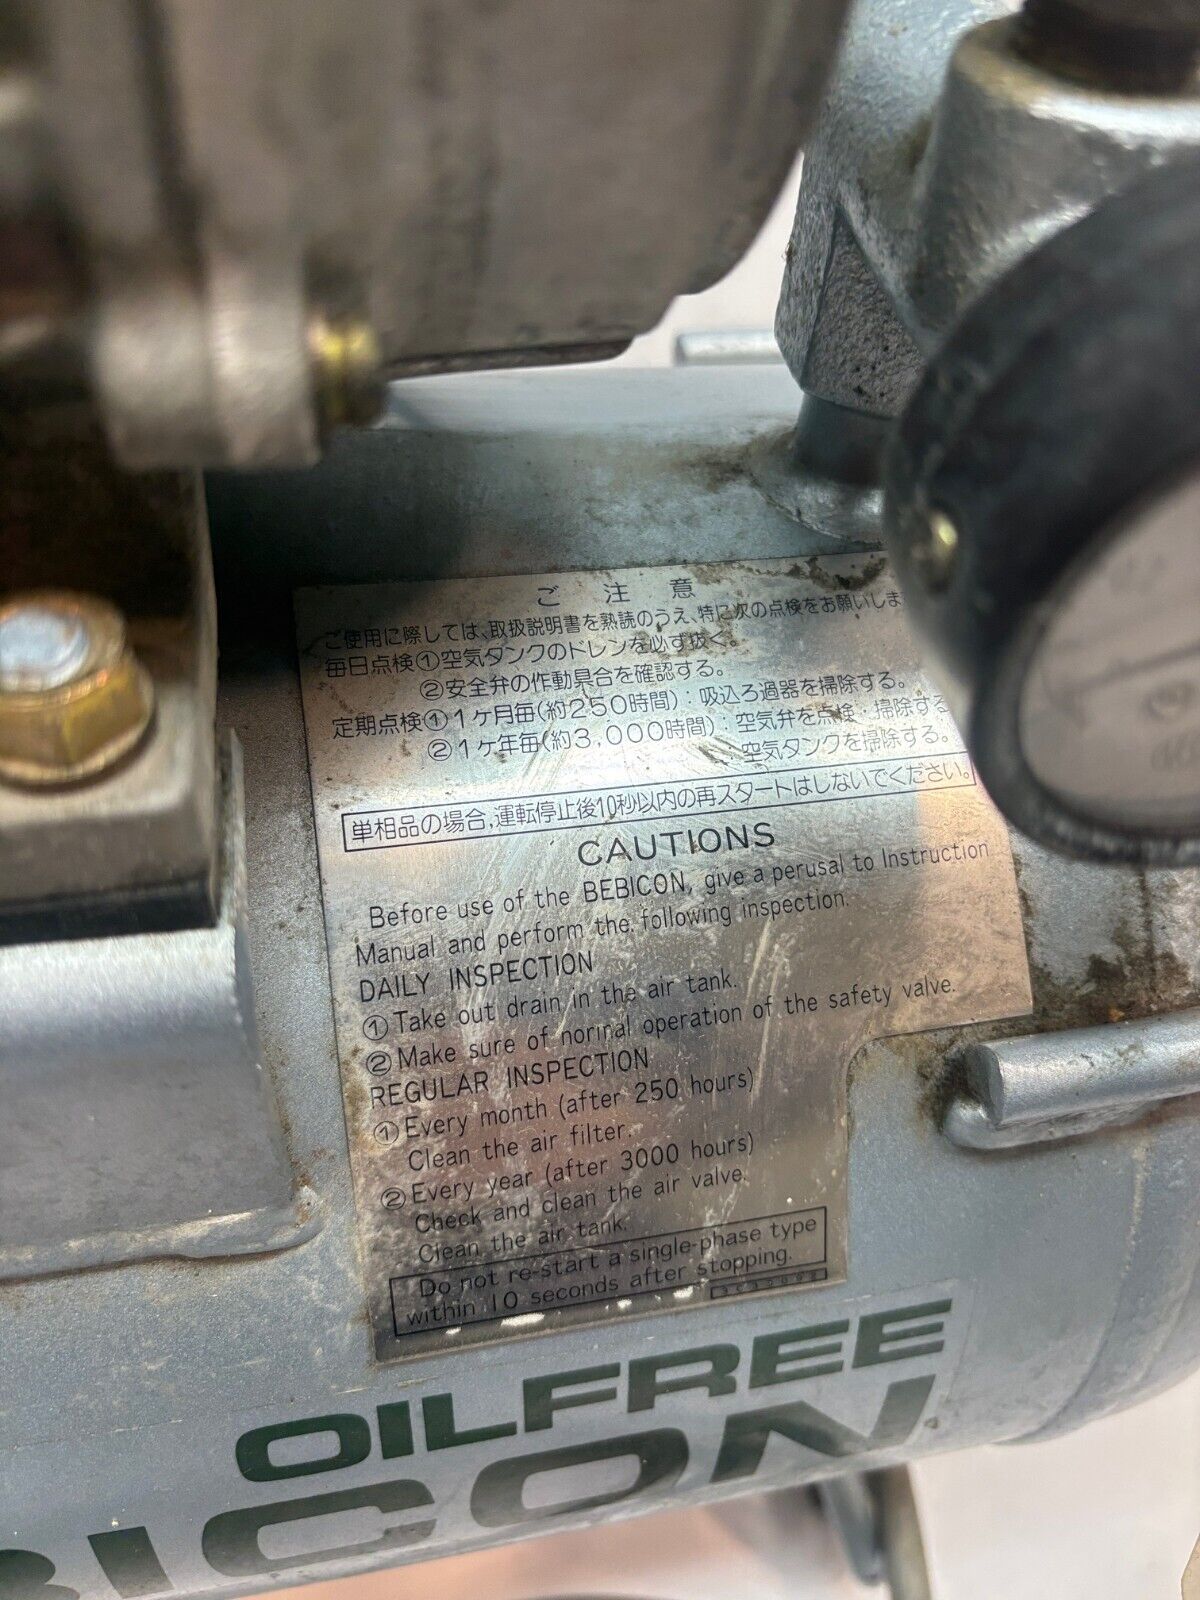 ご注意
ご使用に際しては、取扱説明書を熟読のうえ、特に次の点検をお願いしま
毎日点検①空気タンクのドレンを必ず抜く。
②安全弁の作動具合を確認する。
定期点検①1ヶ月毎(約250時間):吸込ろ過器を掃除する。
②1ヶ年毎(約3,000時間):空気弁を点検・掃除する
空気タンクを掃除する。
単相品の場合,運転停止後10秒以内の再スタートはしないでください。
CAUTIONS
Before use of the BEBICON, give a perusal to Instruction
Manual and perform the following inspection.
DAILY INSPECTION
① Take out drain in the air tank.
② Make sure of normal operation of the safety valve.
REGULAR INSPECTION
① Every month (after 250 hours)
Clean the air filter.
② Every year (after 3000 hours)
Check and clean the air valve.
Clean the air tank.
Do not re-start a single-phase type
within 10 seconds after stopping.
OILFREE
BICON